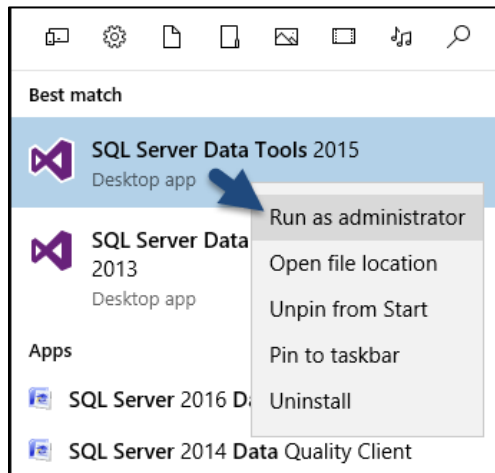 Best match
SQL Server Data Tools 2015
Desktop app
Run as administrator
SQL Server Data
2013
Desktop app
Open file location
Unpin from Start
Pin to taskbar
Uninstall
Apps
SQL Server 2016 D
SQL Server 2014 Data Quality Client